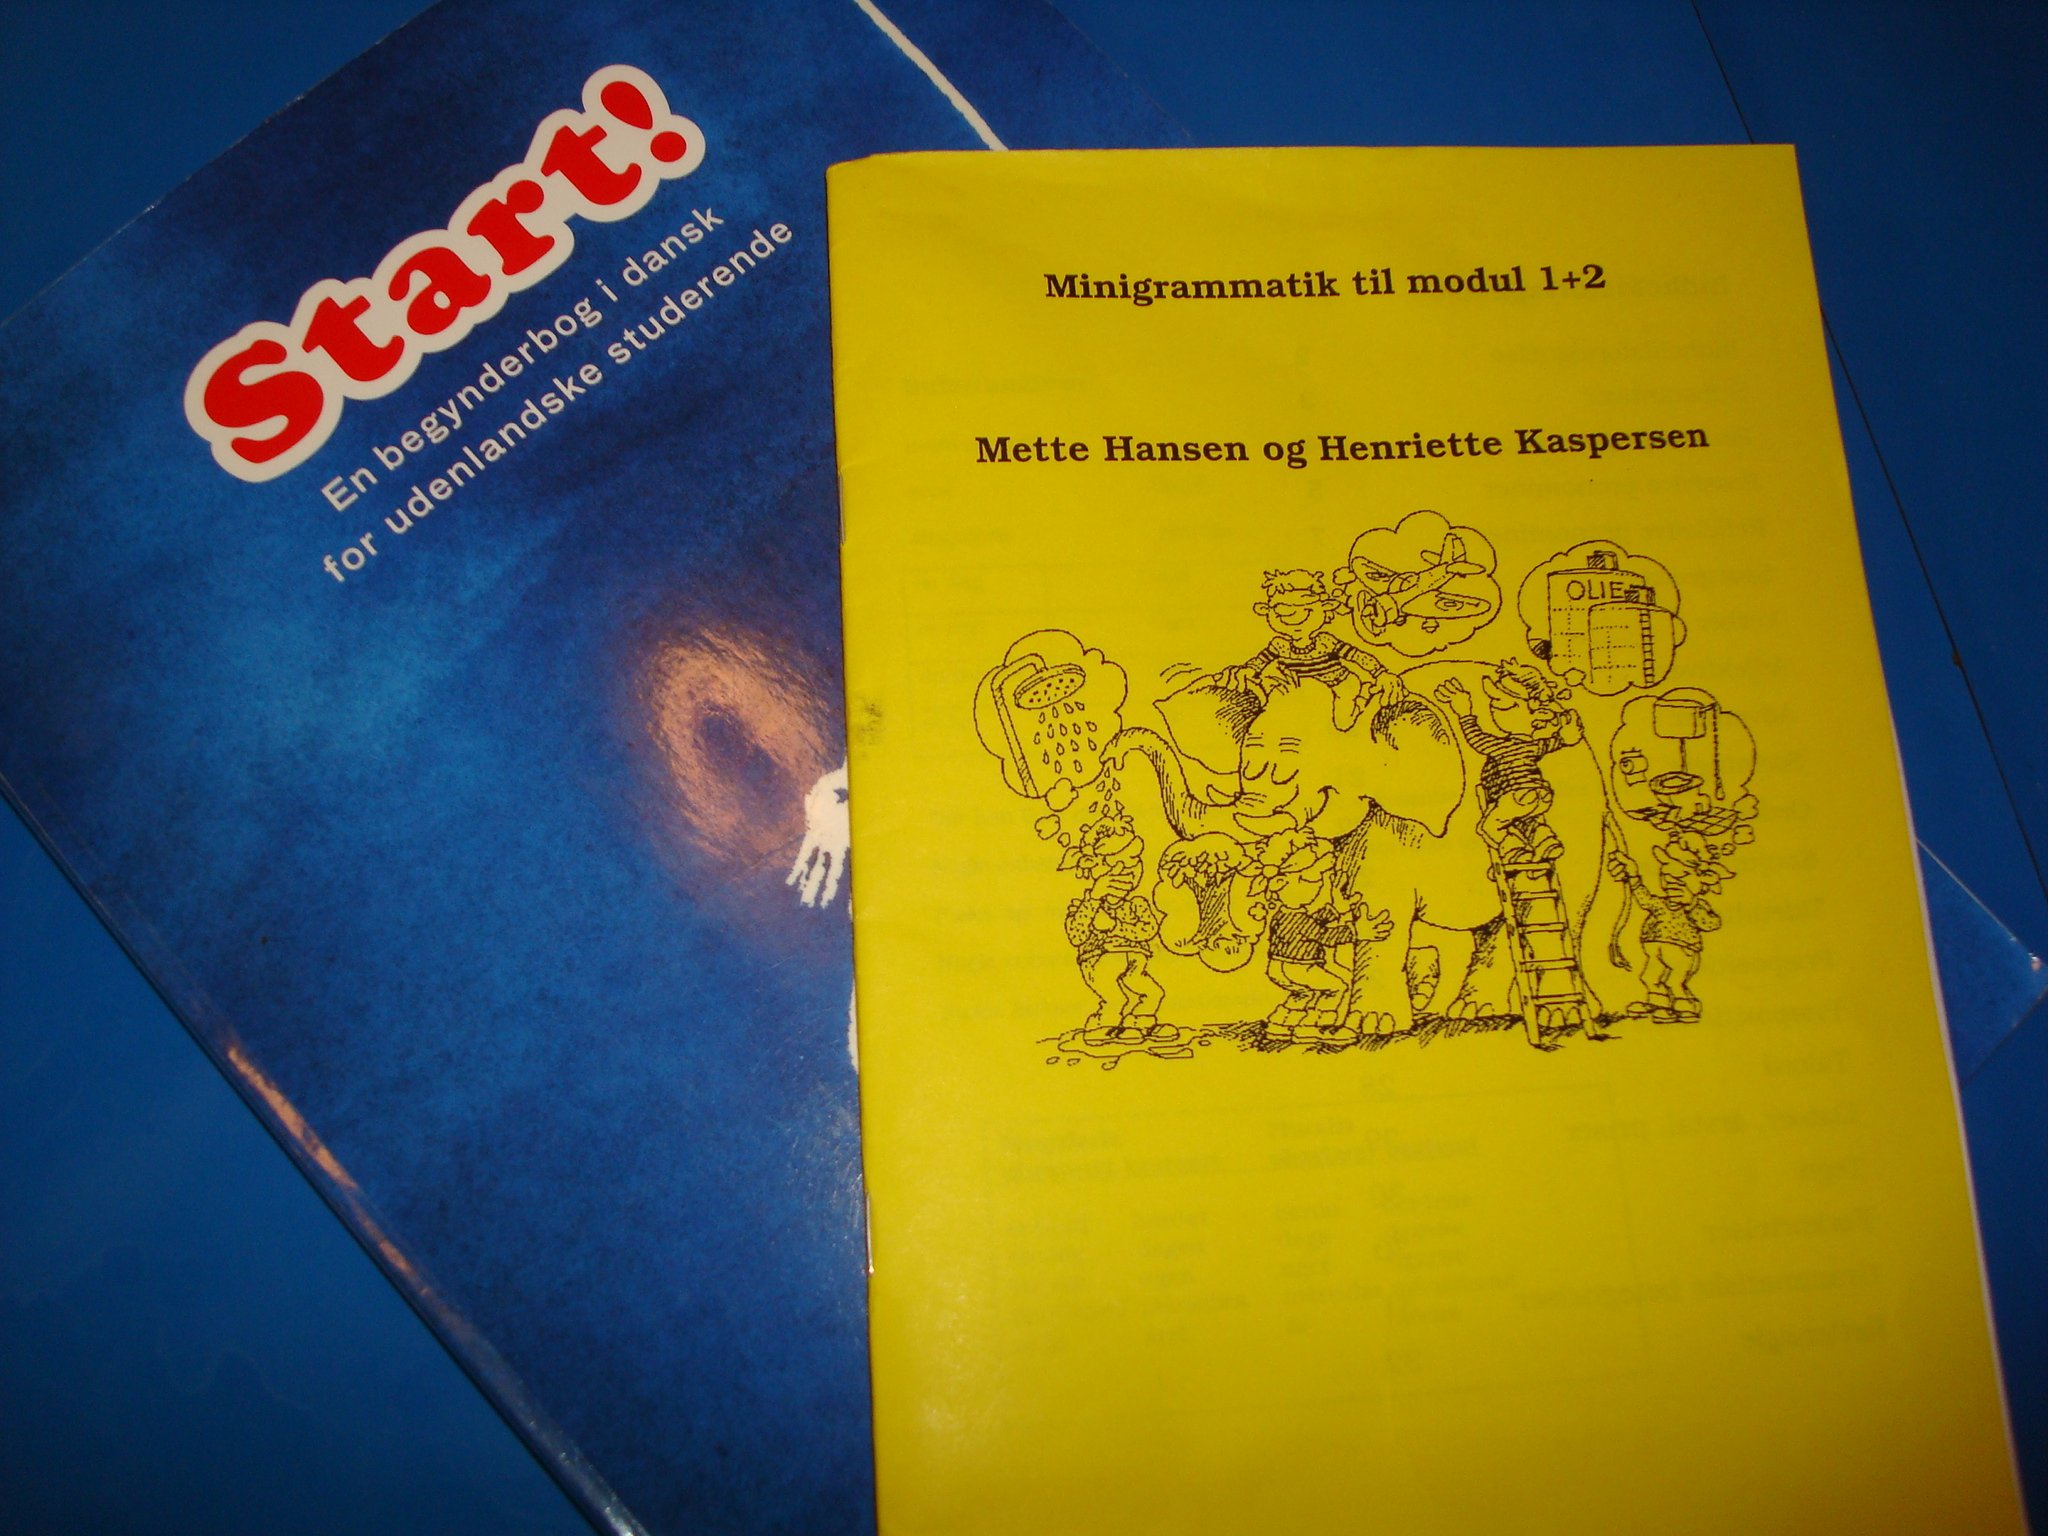 Start!
En begynderbog i dansk
for udenlandske studerende
Minigrammatik til modul 1+2
Mette Hansen og Henriette Kaspersen
OLIE